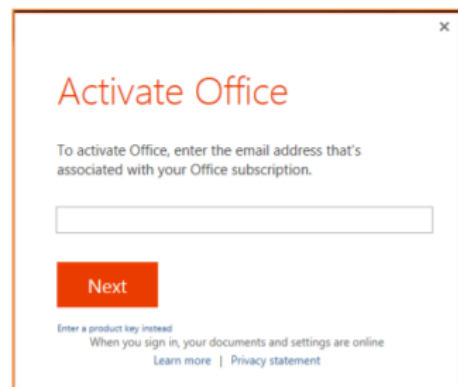 Activate Office
To activate Office, enter the email address that's
associated with your Office subscription.
Next
Enter a product key instead
When you sign in, your documents and settings are online
Learn more | Privacy statement